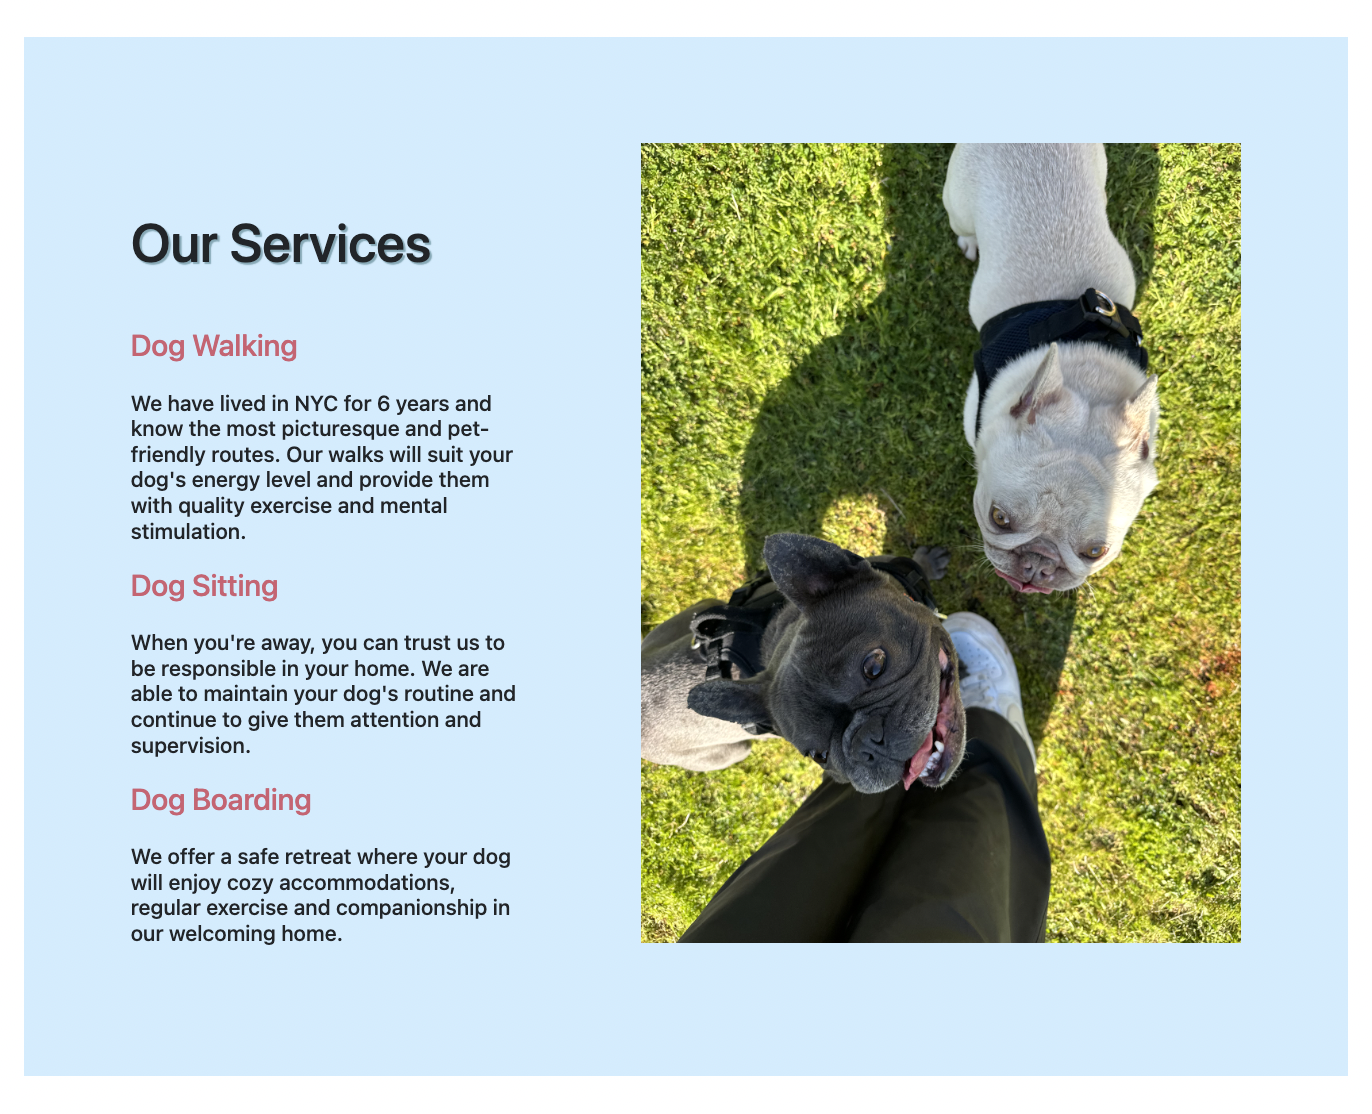 Our Services
Dog Walking
We have lived in NYC for 6 years and
know the most picturesque and pet-
friendly routes. Our walks will suit your
dog's energy level and provide them
with quality exercise and mental
stimulation.
Dog Sitting
When you're away, you can trust us to
be responsible in your home. We are
able to maintain your dog's routine and
continue to give them attention and
supervision.
Dog Boarding
We offer a safe retreat where your dog
will enjoy cozy accommodations,
regular exercise and companionship in
our welcoming home.